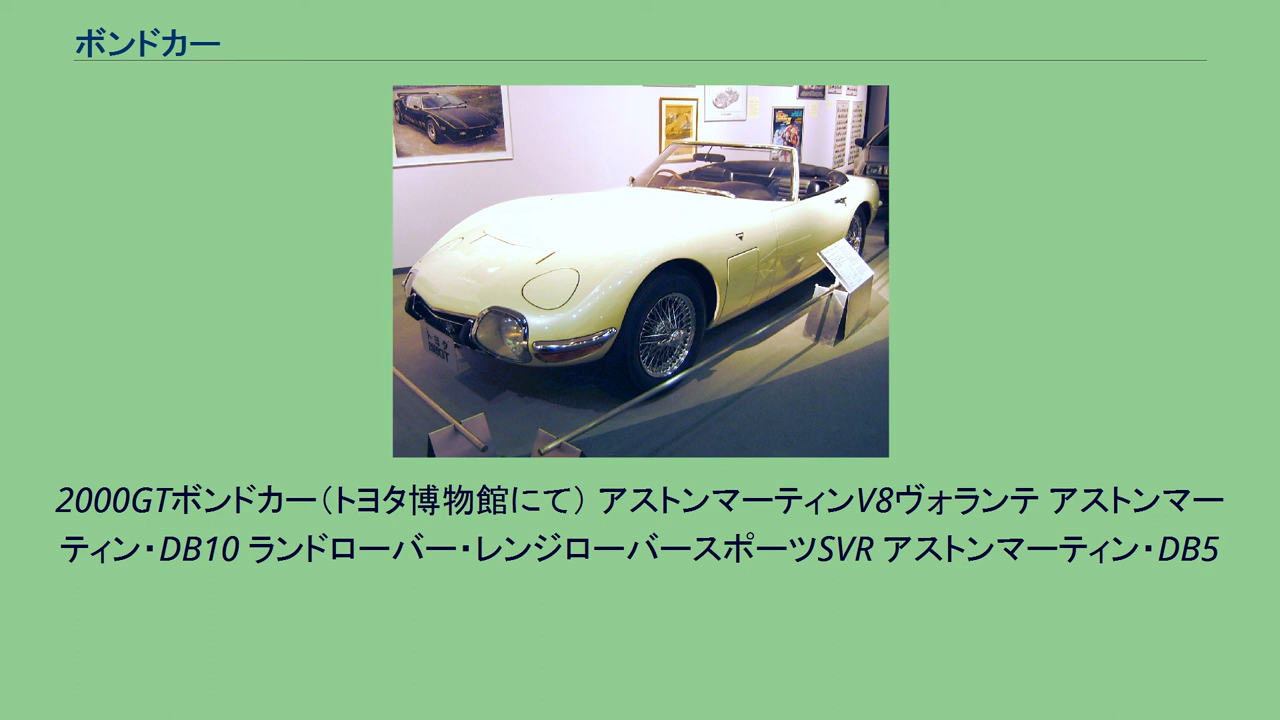 ボンドカー
トヨタ
2000GTボンドカー（トヨタ博物館にて） アストンマーティンV8ヴォランテ アストンマー
ティン・DB10 ランドローバー・レンジローバースポーツSVR アストンマーティン・DB5